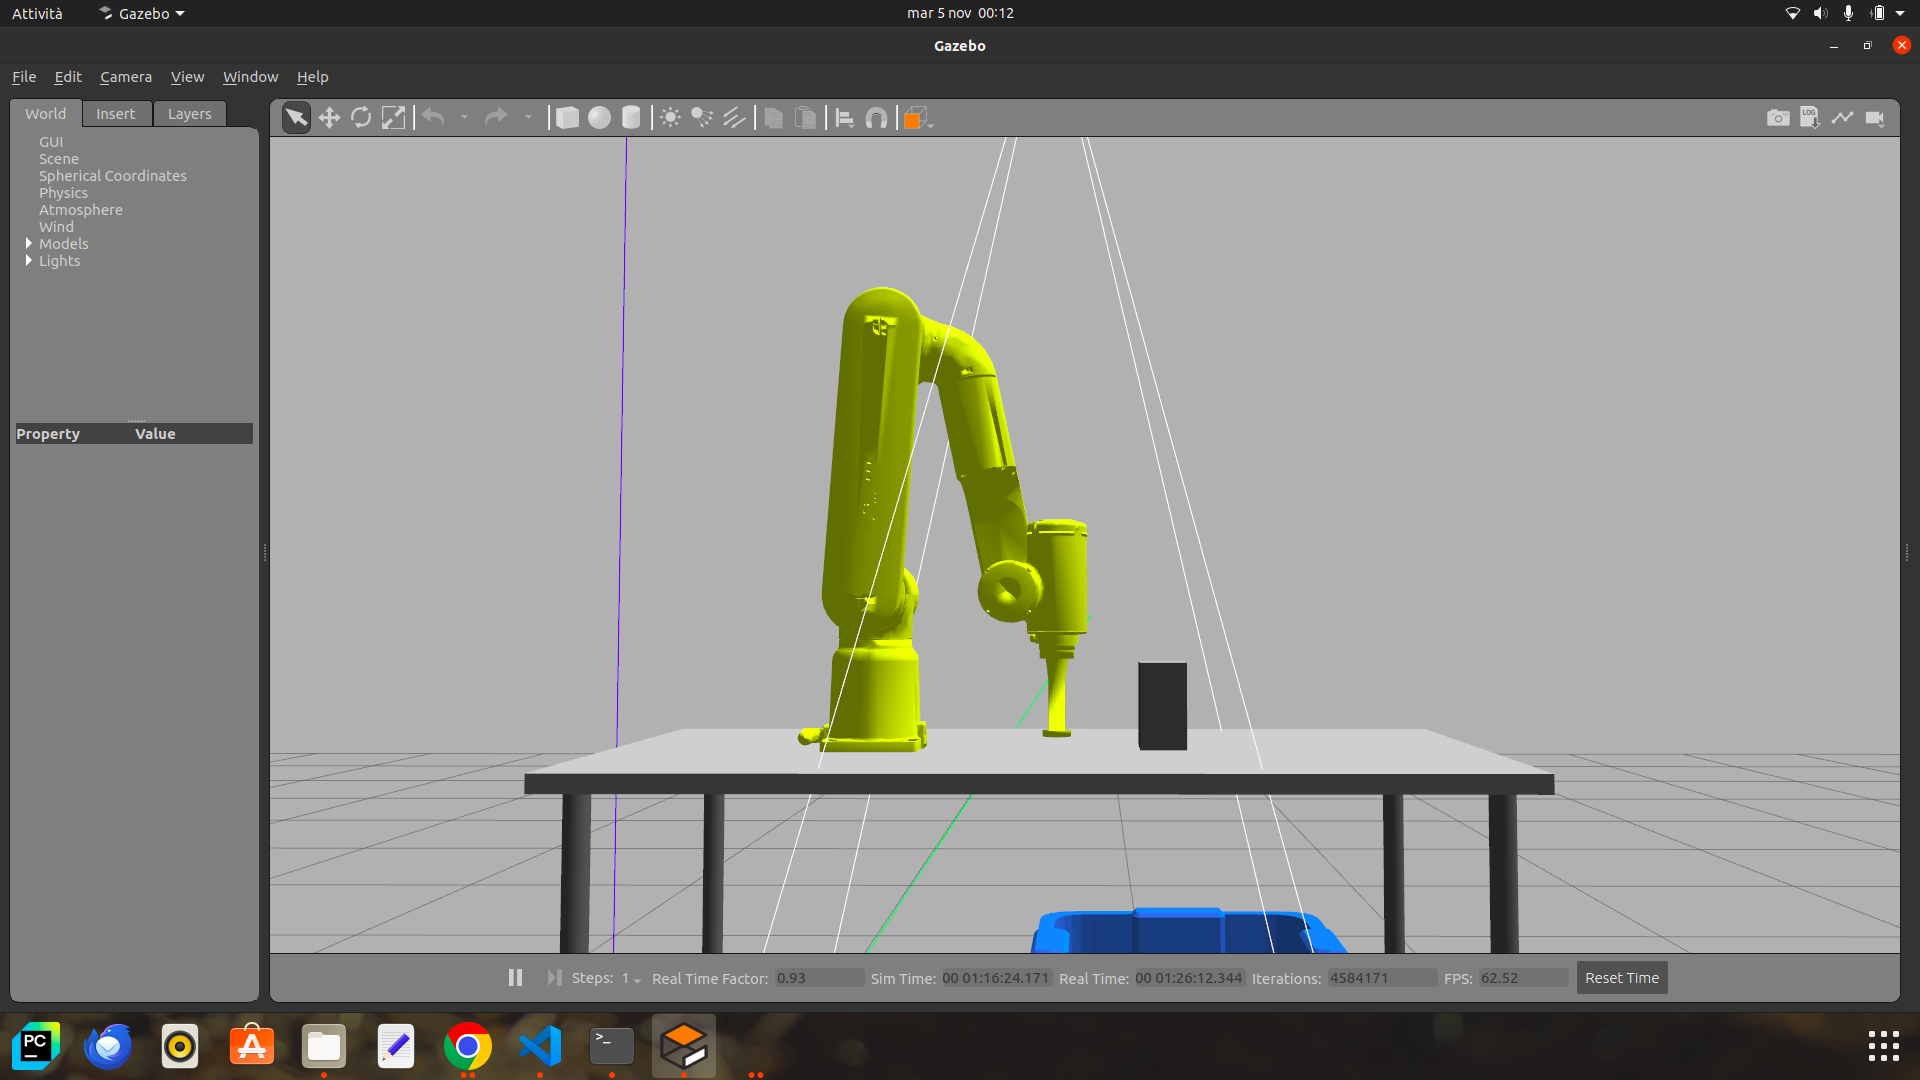 Attività Gazebo mar 5 nov 00:12
Gazebo
File Edit Camera View Window Help
World Insert Layers
LOG
GUI
Scene
Spherical Coordinates
Physics
Atmosphere
Wind
Models
Lights
Property Value
Steps: 1 Real Time Factor: 0.93 Sim Time: 00 01:16:24.171 Real Time: 00 01:26:12.344 Iterations: 4584171 FPS: 62.52 Reset Time
PC
>_